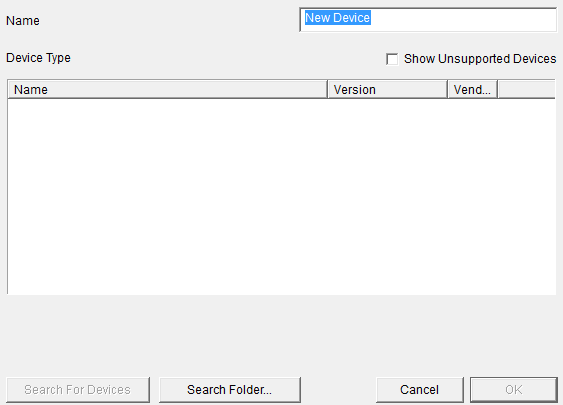 Name
New Device
Device Type
Show Unsupported Devices
Name Version Vend...
Search For Devices Search Folder... Cancel OK